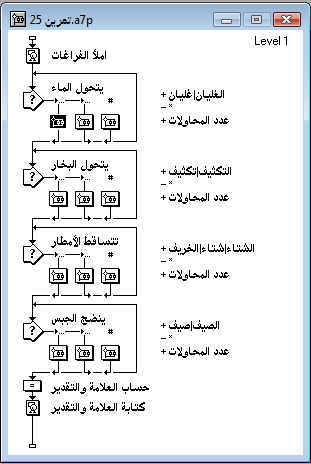 تمرين 25.a7p
Level 1
املأ الفراغات
يتحول الماء
? ... ... #
+ الغليان|غليان
– *
+ عدد المحاولات
يتحول البخار
? ... ... #
+ التكثيف|تكثيف
– *
+ عدد المحاولات
تتساقط الأمطار
? ... ... #
+ الشتاء|شتاء|الخريف
– *
+ عدد المحاولات
ينضج الجبس
? ... ... #
+ الصيف|صيف
– *
+ عدد المحاولات
= حساب العلامة والتقدير
كتابة العلامة والتقدير